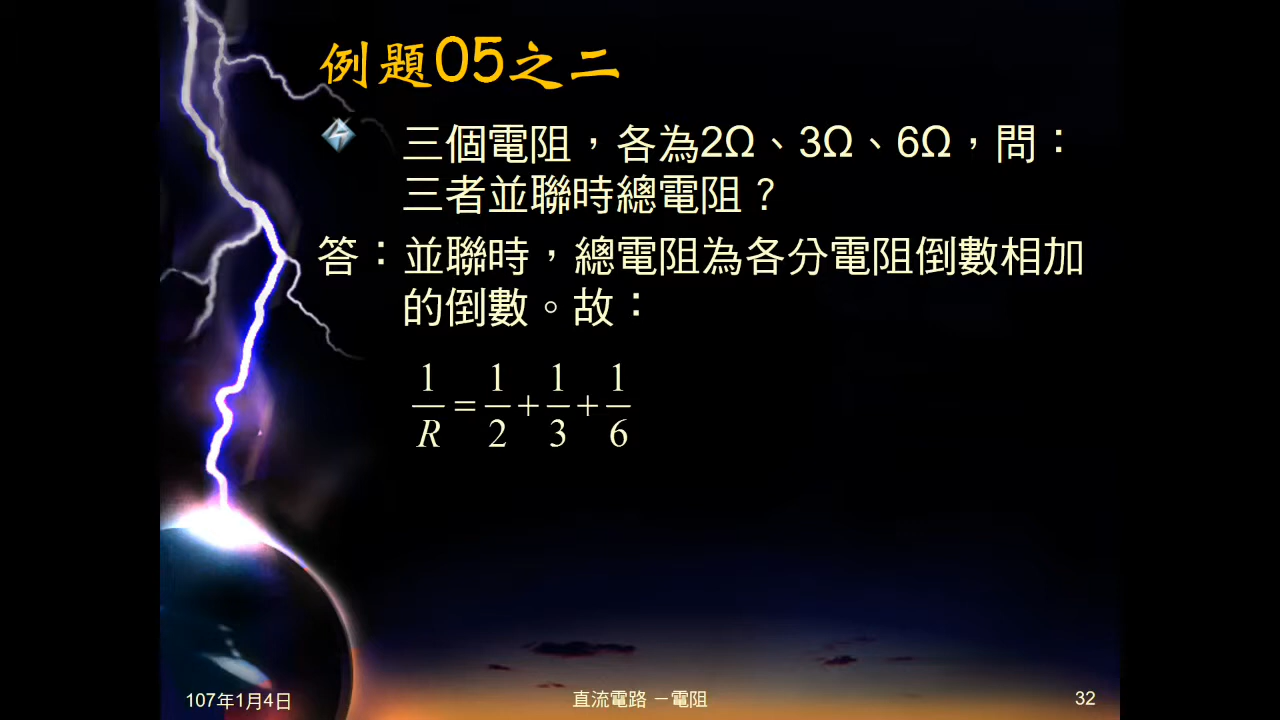 例題05之二
三個電阻，各為2Ω、3Ω、6Ω，問：
三者並聯時總電阻？
答：並聯時，總電阻為各分電阻倒數相加
的倒數。故：
1/R = 1/2 + 1/3 + 1/6
107年1月4日
直流電路 －電阻
32